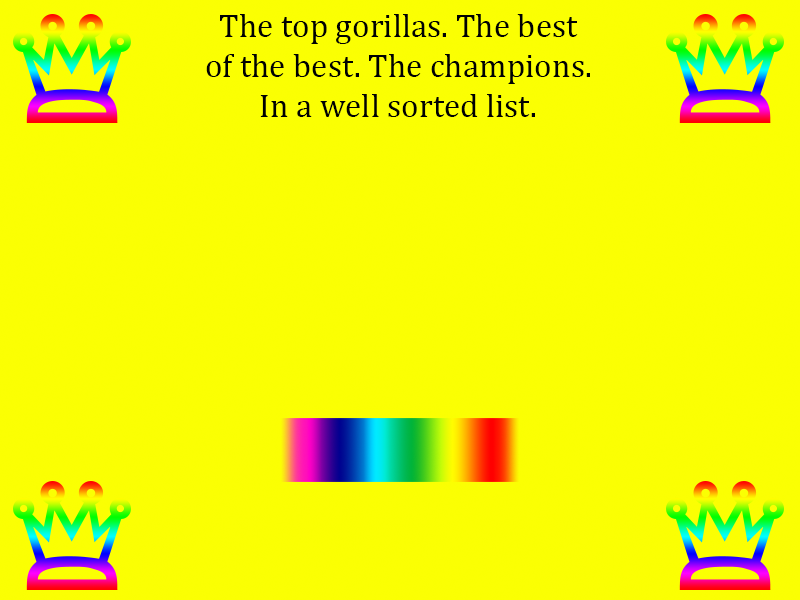 The top gorillas. The best
of the best. The champions.
In a well sorted list.